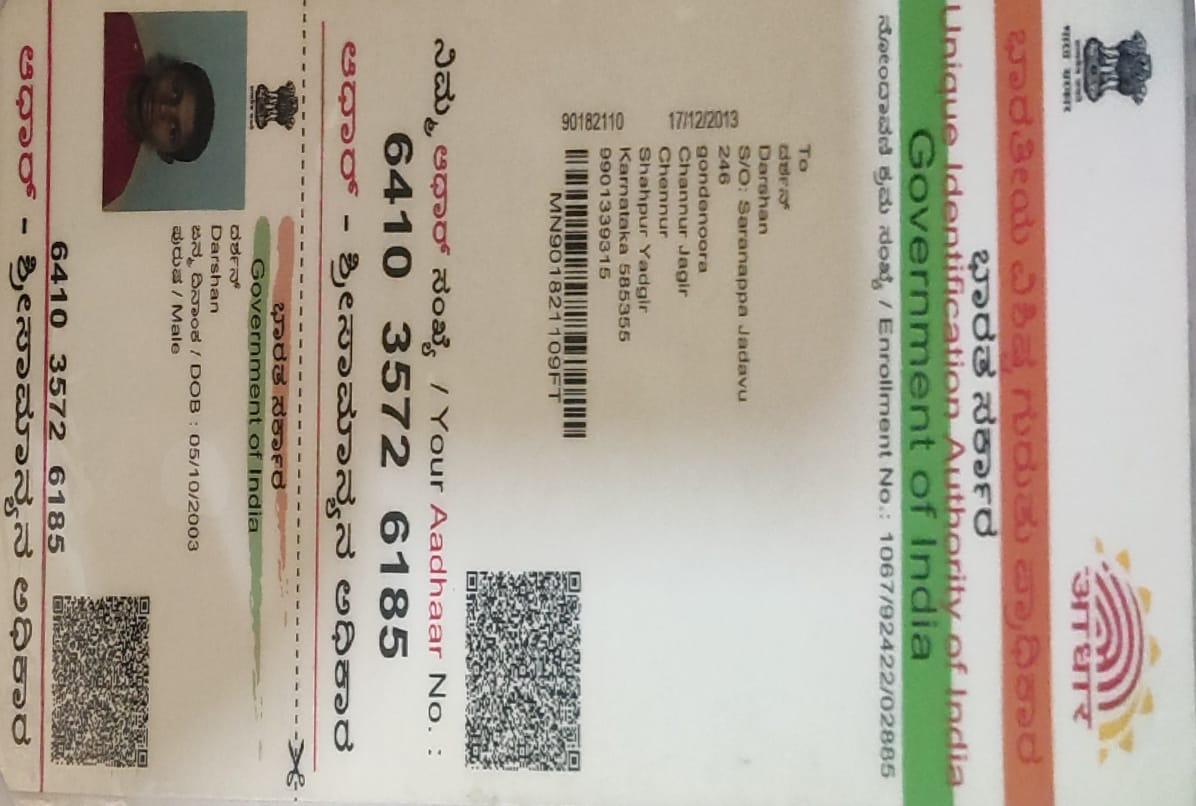 भारत सरकार
आधार
ಭಾರತೀಯ ವಿಶಿಷ್ಟ ಗುರುತು ಪ್ರಾಧಿಕಾರ
ಭಾರತ ಸರ್ಕಾರ
Unique Identification Authority of India
Government of India
ನೋಂದಾವಣೆ ಕ್ರಮ ಸಂಖ್ಯೆ / Enrollment No.: 1067/92422/02885
To
ದರ್ಶನ್
Darshan
S/O: Saranappa Jadavu
246
gondenoora
Channur Jagir
Chennur
Shahpur Yadgir
Karnataka 585355
9901339315
17/12/2013
90182110
MN901821109FT
ನಿಮ್ಮ ಆಧಾರ್ ಸಂಖ್ಯೆ / Your Aadhaar No. :
6410 3572 6185
ಆಧಾರ್ - ಶ್ರೀಸಾಮಾನ್ಯನ ಅಧಿಕಾರ
ಭಾರತ ಸರ್ಕಾರ
Government of India
ದರ್ಶನ್
Darshan
ಜನ್ಮ ದಿನಾಂಕ / DOB : 05/10/2003
ಪುರುಷ / Male
6410 3572 6185
ಆಧಾರ್ - ಶ್ರೀಸಾಮಾನ್ಯನ ಅಧಿಕಾರ